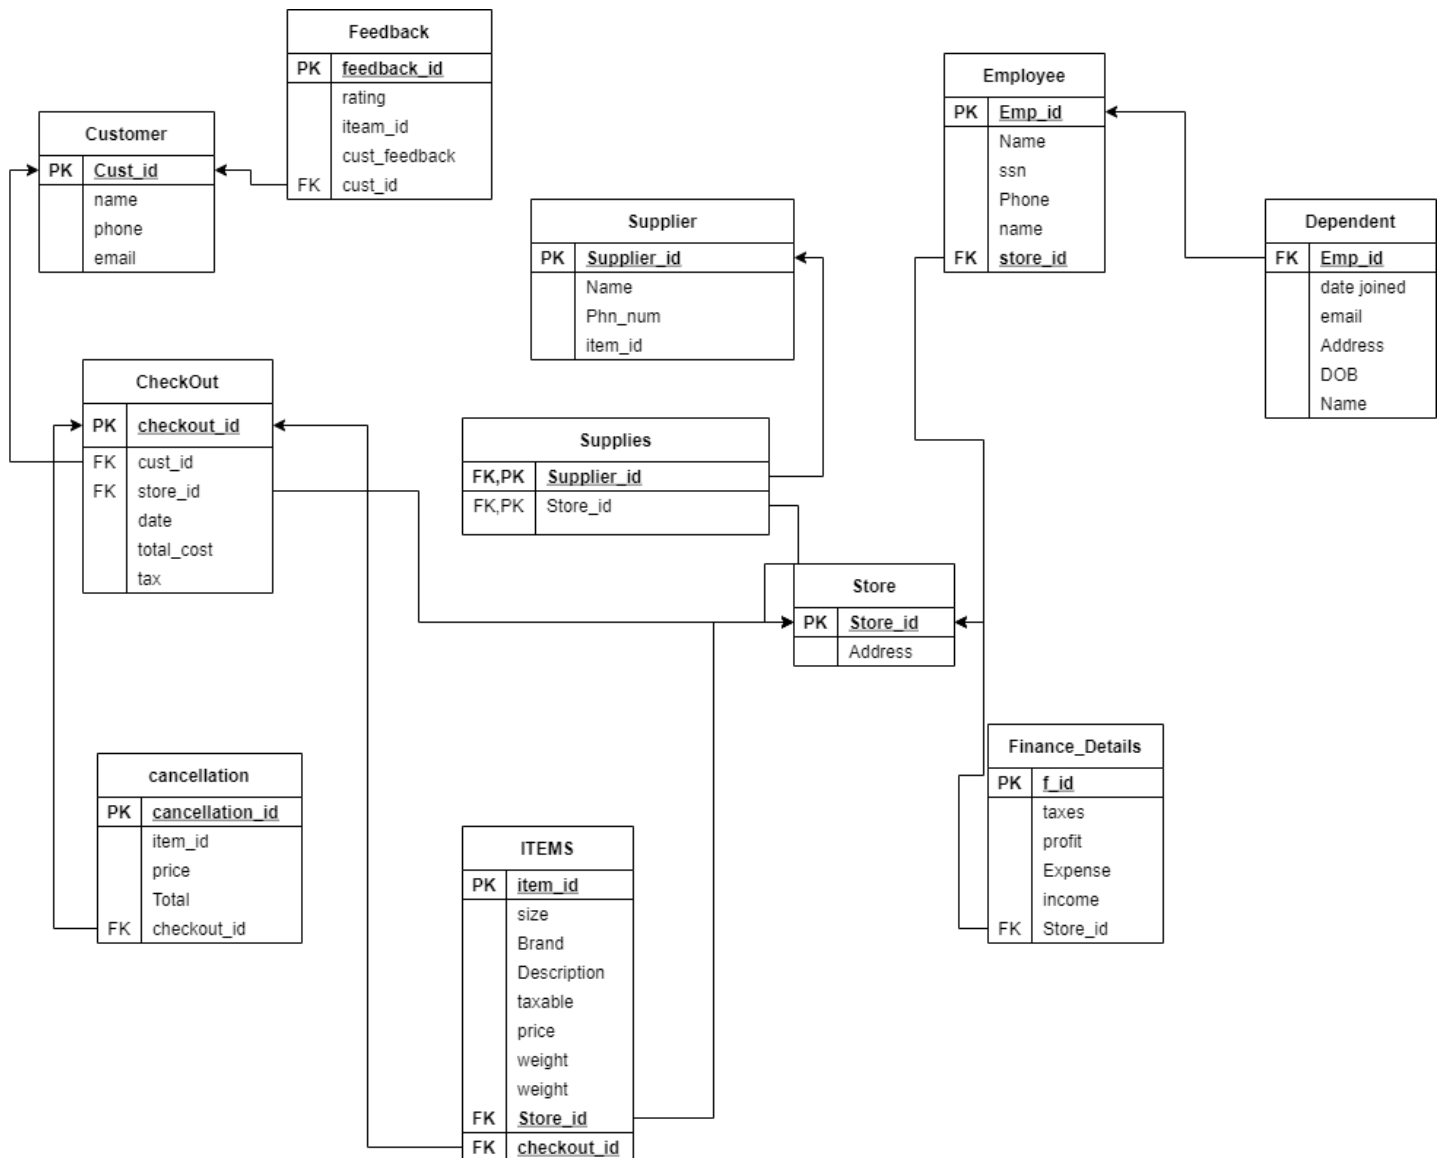 Feedback
PK feedback_id
rating
iteam_id
cust_feedback
FK cust_id
Customer
PK Cust_id
name
phone
email
Employee
PK Emp_id
Name
ssn
Phone
name
FK store_id
Supplier
PK Supplier_id
Name
Phn_num
item_id
Dependent
FK Emp_id
date joined
email
Address
DOB
Name
CheckOut
PK checkout_id
FK cust_id
FK store_id
date
total_cost
tax
Supplies
FK,PK Supplier_id
FK,PK Store_id
Store
PK Store_id
Address
cancellation
PK cancellation_id
item_id
price
Total
FK checkout_id
ITEMS
PK item_id
size
Brand
Description
taxable
price
weight
weight
FK Store_id
FK checkout_id
Finance_Details
PK f_id
taxes
profit
Expense
income
FK Store_id